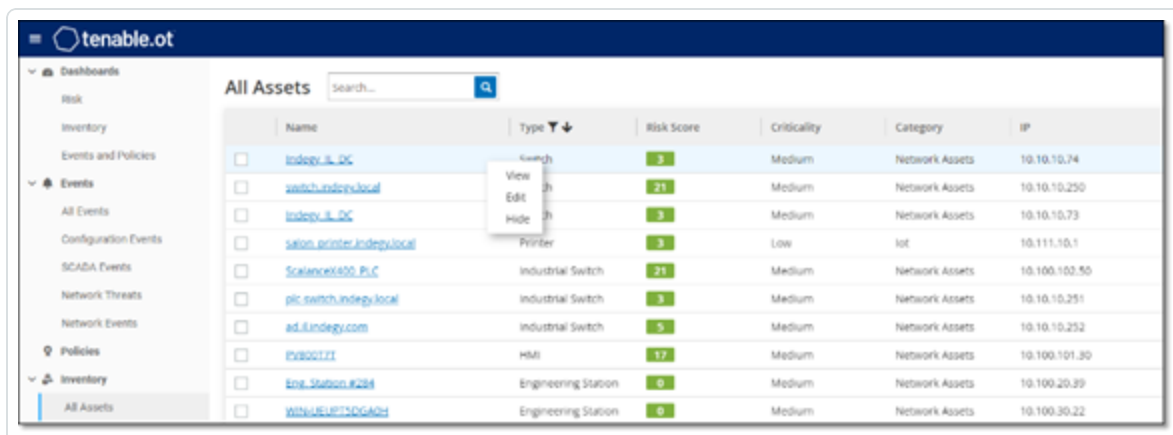 tenable.ot
Dashboards
Risk
Inventory
Events and Policies
Events
All Events
Configuration Events
SCADA Events
Network Threats
Network Events
Policies
Inventory
All Assets
All Assets Search...
Name Type Risk Score Criticality Category IP
Indegy_IL_DC Switch 3 Medium Network Assets 10.10.10.74
switch.indegy.local 21 Medium Network Assets 10.10.10.250
Indegy_IL_DC 3 Medium Network Assets 10.10.10.73
View
Edit
Hide
salon_printer.indegy.local Printer 3 Low Iot 10.111.10.1
ScalanceX400_PLC Industrial Switch 21 Medium Network Assets 10.100.102.50
plc.switch.indegy.local Industrial Switch 3 Medium Network Assets 10.10.10.251
ad.il.indegy.com Industrial Switch 5 Medium Network Assets 10.10.10.252
PV800T7T HMI 17 Medium Network Assets 10.100.101.30
Eng. Station #284 Engineering Station 0 Medium Network Assets 10.100.20.39
Engineering Station 0 Medium Network Assets 10.100.30.22